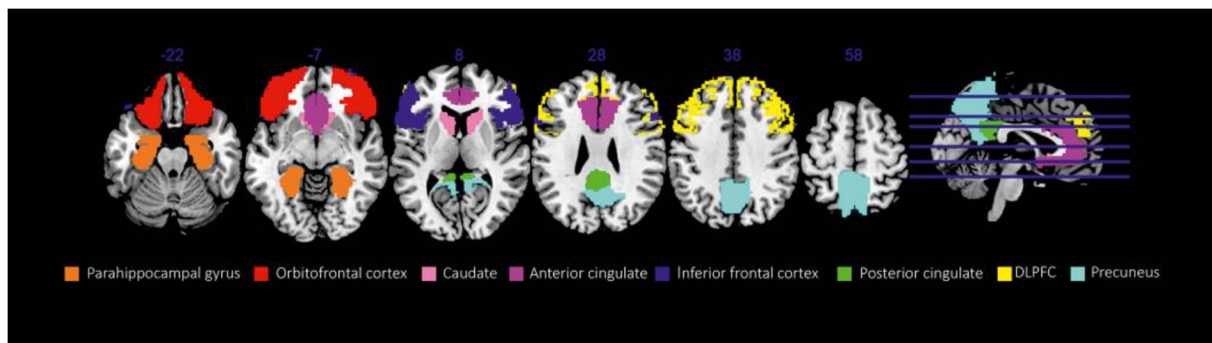 -22 -7 8 28 38 58
Parahippocampal gyrus Orbitofrontal cortex Caudate Anterior cingulate Inferior frontal cortex Posterior cingulate DLPFC Precuneus